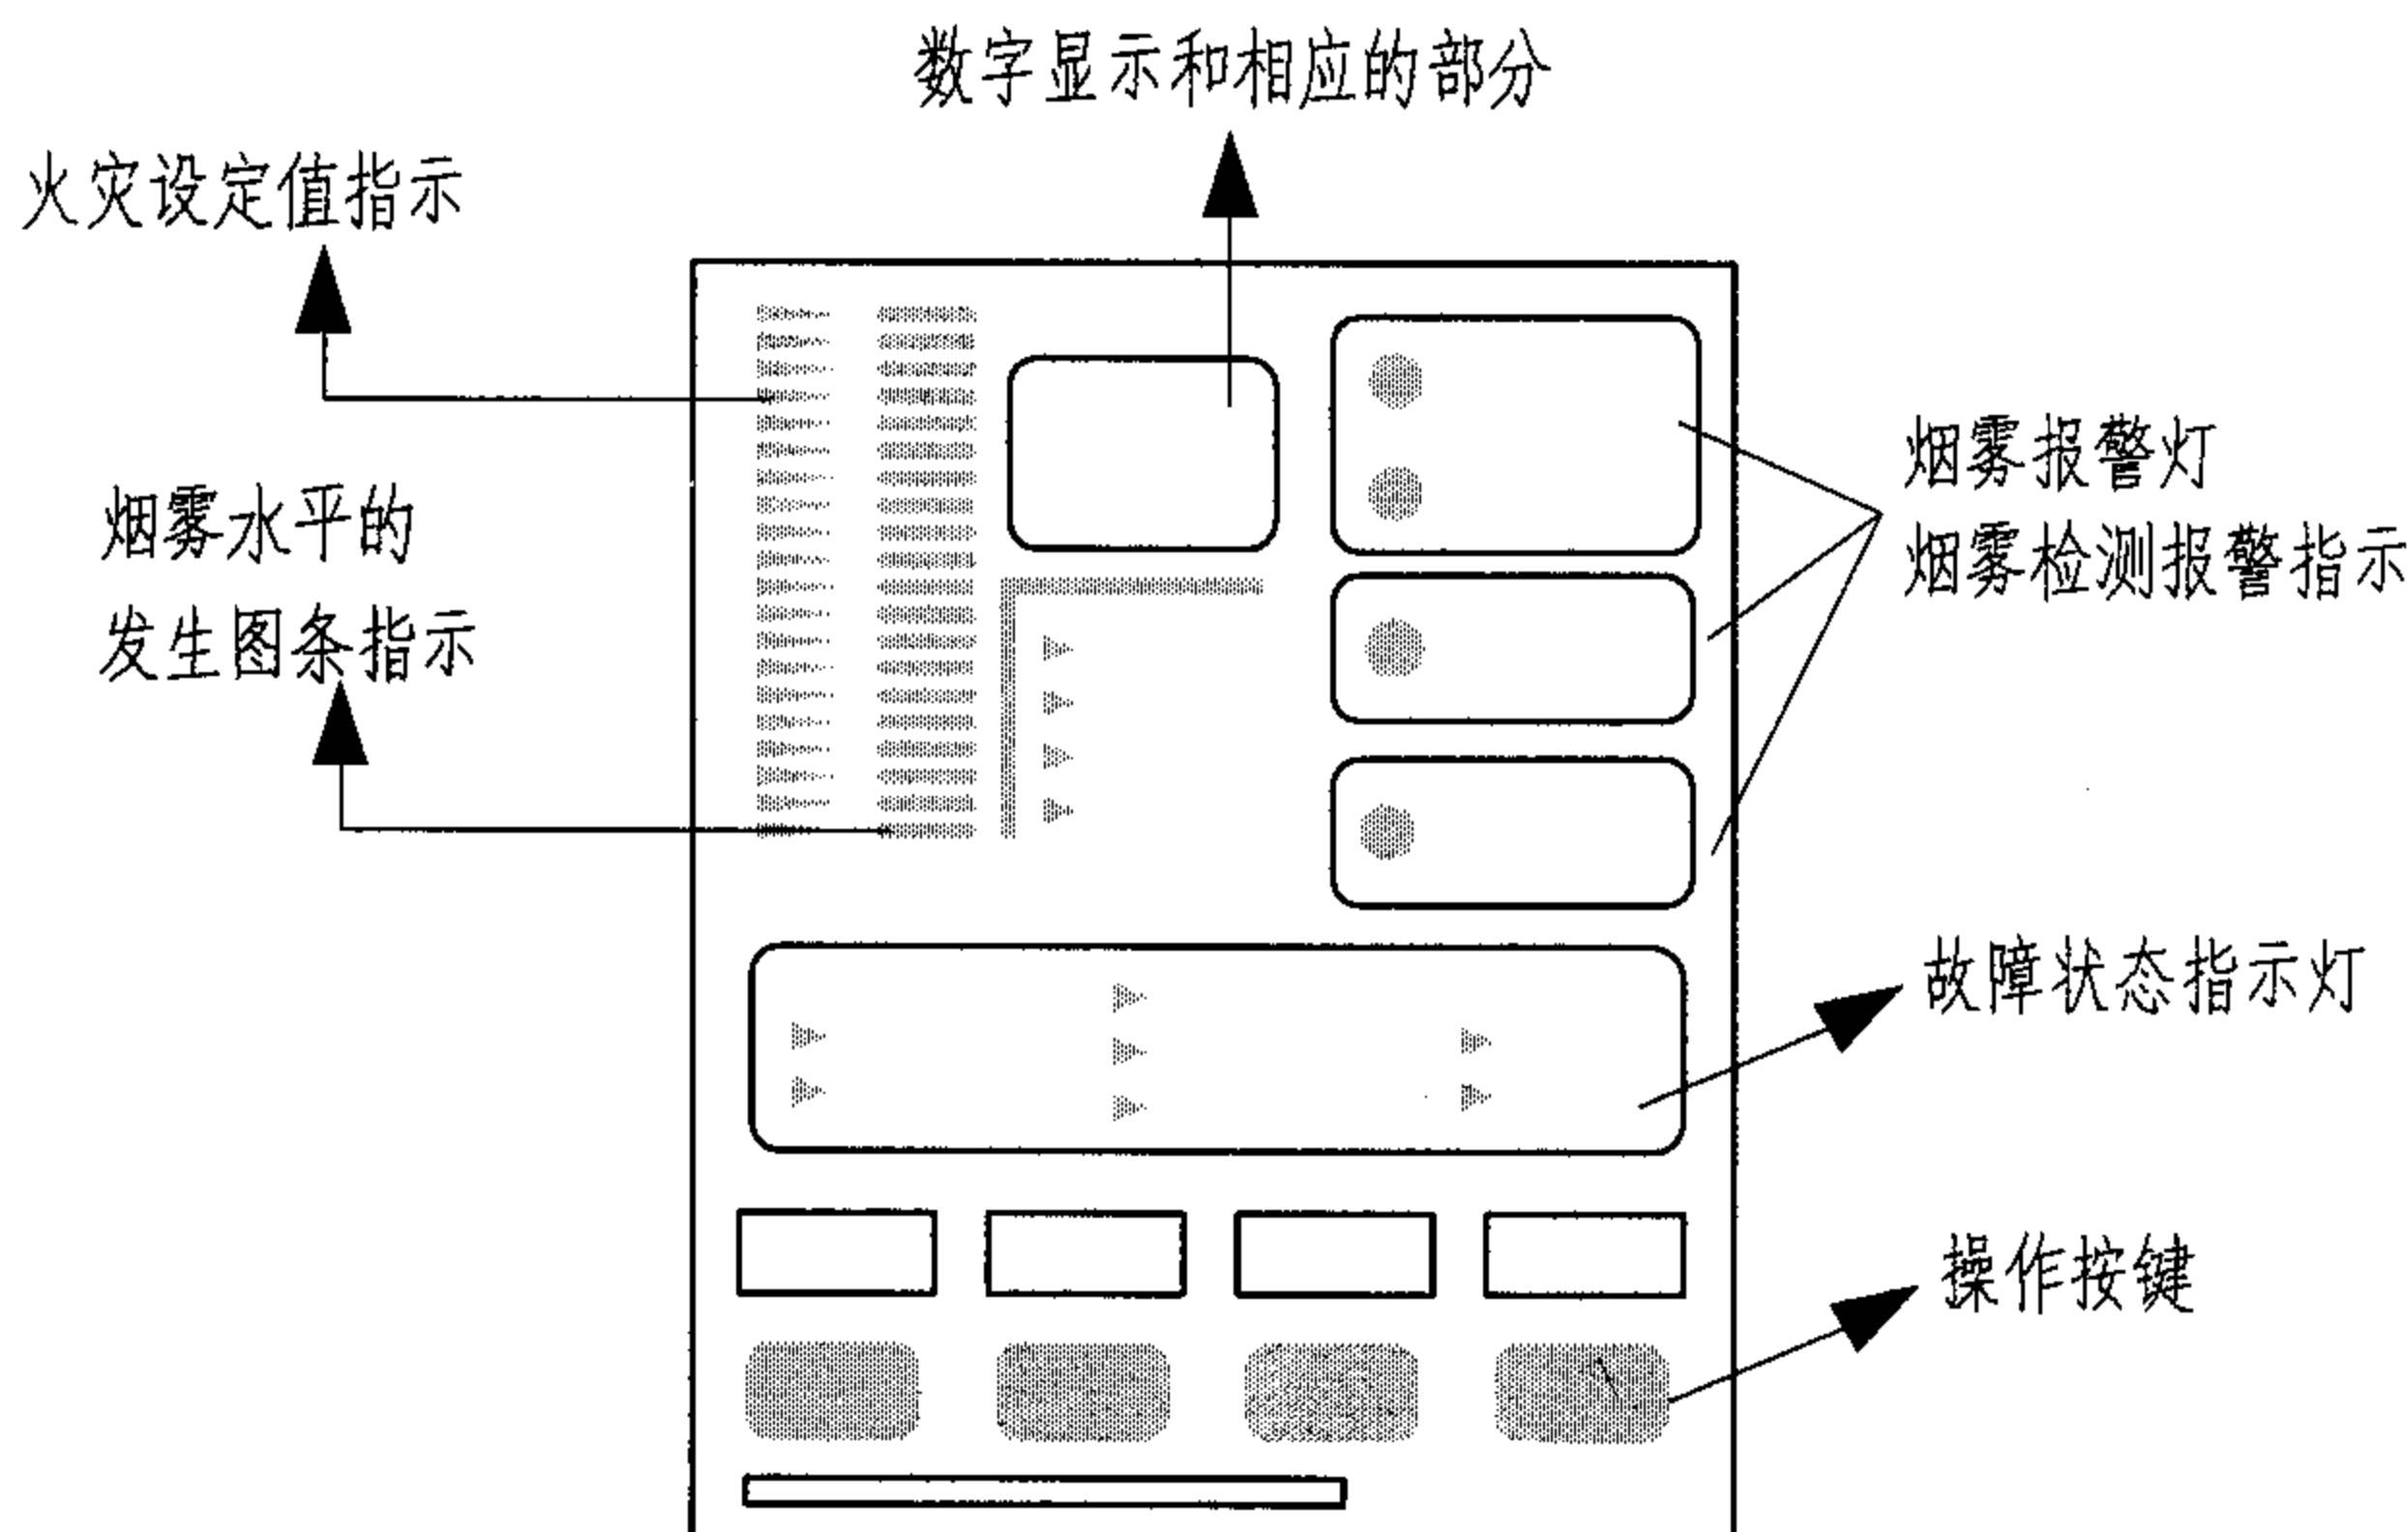 数字显示和相应的部分
火灾设定值指示
烟雾水平的
发生图条指示
烟雾报警灯
烟雾检测报警指示
故障状态指示灯
操作按键